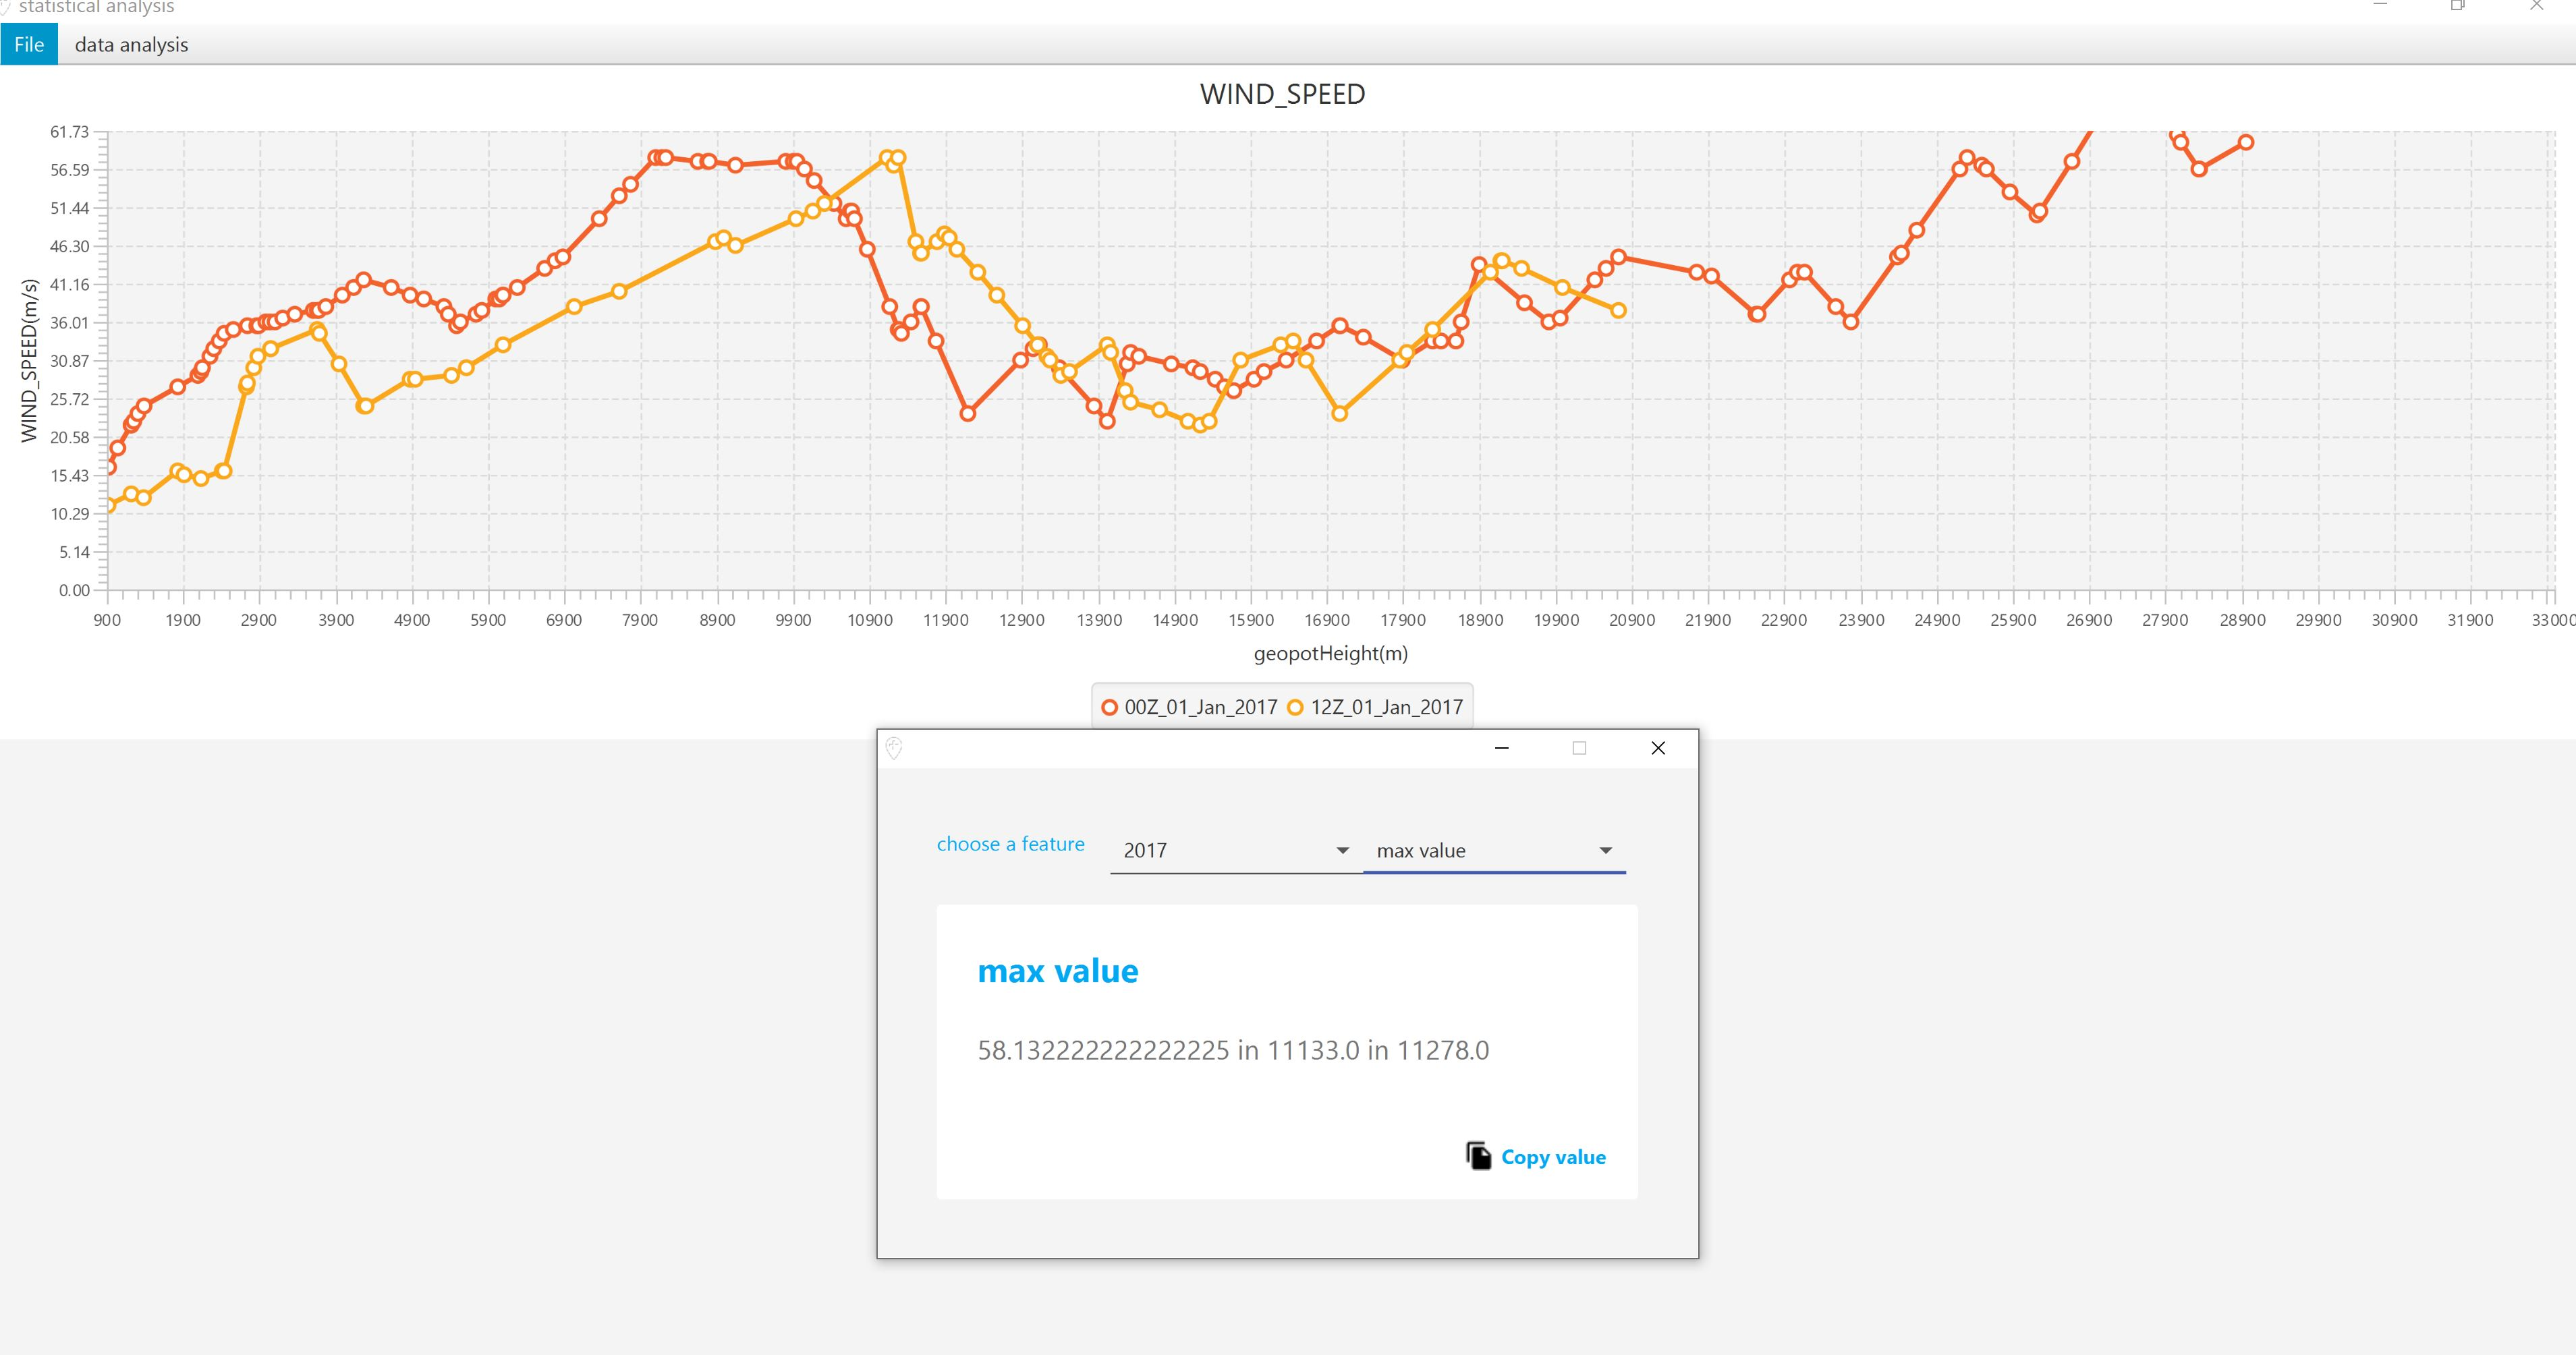 statistical analysis
File data analysis
WIND_SPEED
61.73
56.59
51.44
46.30
41.16
36.01
30.87
25.72
20.58
15.43
10.29
5.14
0.00
WIND_SPEED(m/s)
900 1900 2900 3900 4900 5900 6900 7900 8900 9900 10900 11900 12900 13900 14900 15900 16900 17900 18900 19900 20900 21900 22900 23900 24900 25900 26900 27900 28900 29900 30900 31900 33000
geopotHeight(m)
00Z_01_Jan_2017 12Z_01_Jan_2017
choose a feature 2017 max value
max value
58.132222222222225 in 11133.0 in 11278.0
Copy value